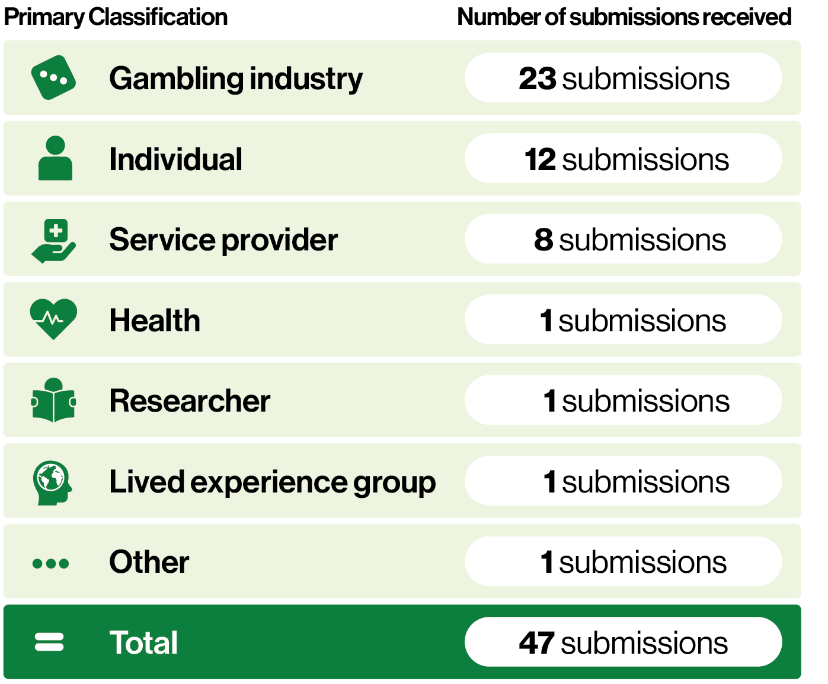 Primary Classification Number of submissions received
Gambling industry 23 submissions
Individual 12 submissions
Service provider 8 submissions
Health 1 submissions
Researcher 1 submissions
Lived experience group 1 submissions
Other 1 submissions
Total 47 submissions